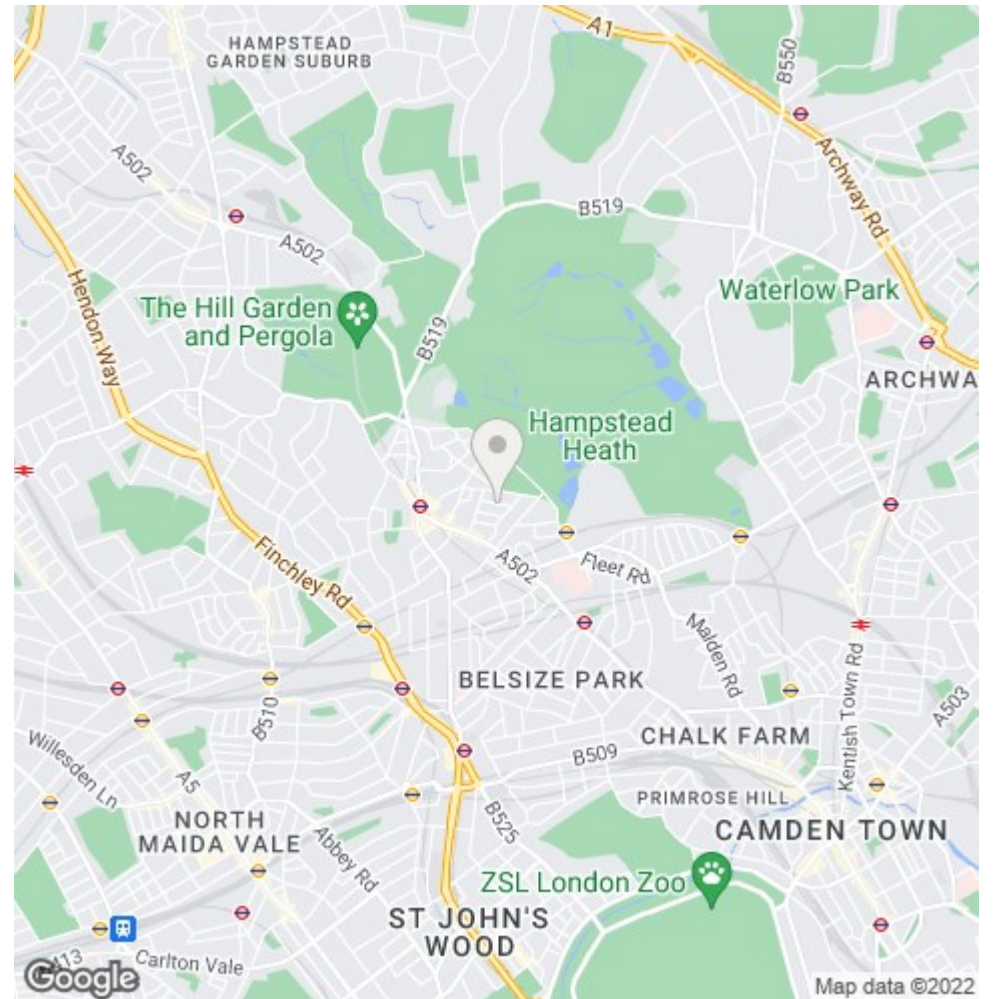 A1
HAMPSTEAD
GARDEN SUBURB
B550
A502
Archway Rd
B519
A502
Waterlow Park
The Hill Garden
and Pergola
Hendon Way
B519
ARCHWA
Hampstead
Heath
Finchley Rd
A502
Fleet Rd
Malden Rd
Kentish Town Rd
BELSIZE PARK
A503
B510
CHALK FARM
Willesden Ln
B509
A5
PRIMROSE HILL
NORTH
MAIDA VALE
B525
CAMDEN TOWN
Abbey Rd
ZSL London Zoo
ST JOHN'S
WOOD
413
Carlton Vale
Google
Map data ©2022